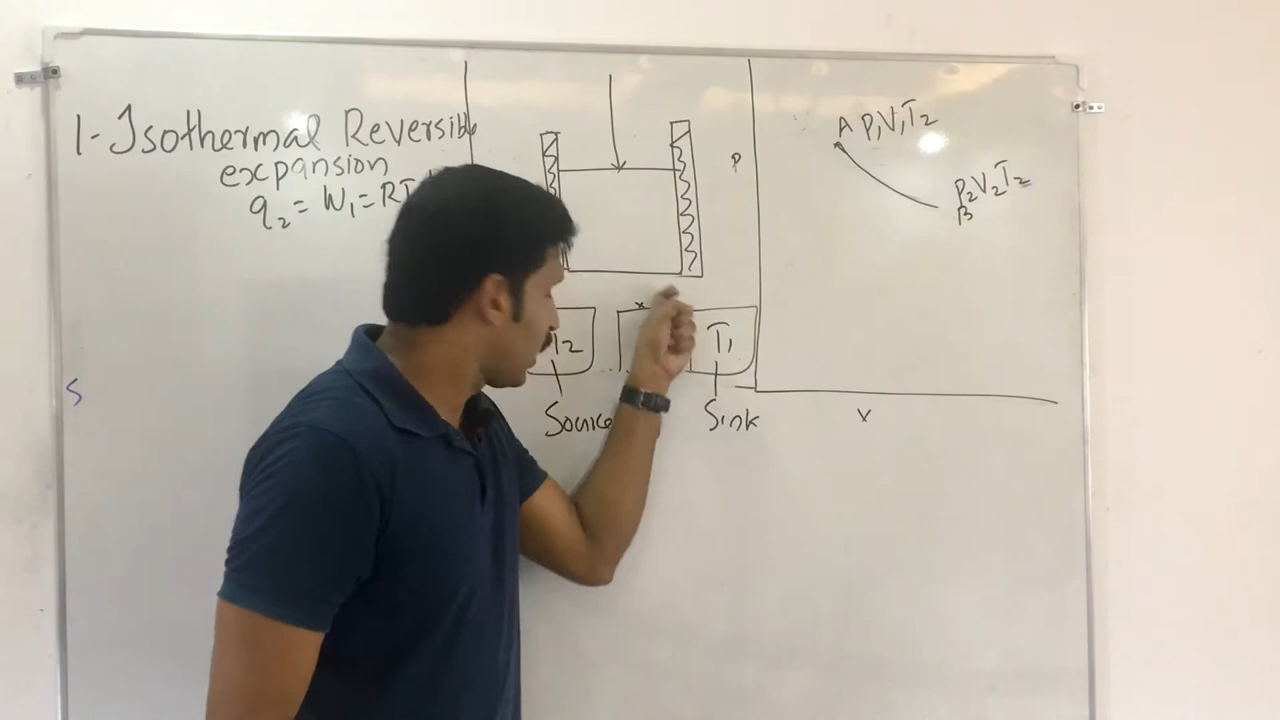 1- Isothermal Reversible
expansion
q₂ = W₁ = RT
A P₁V₁T₂
P
P₂V₂T₂
B
T₂
T₁
Source
Sink
V
S